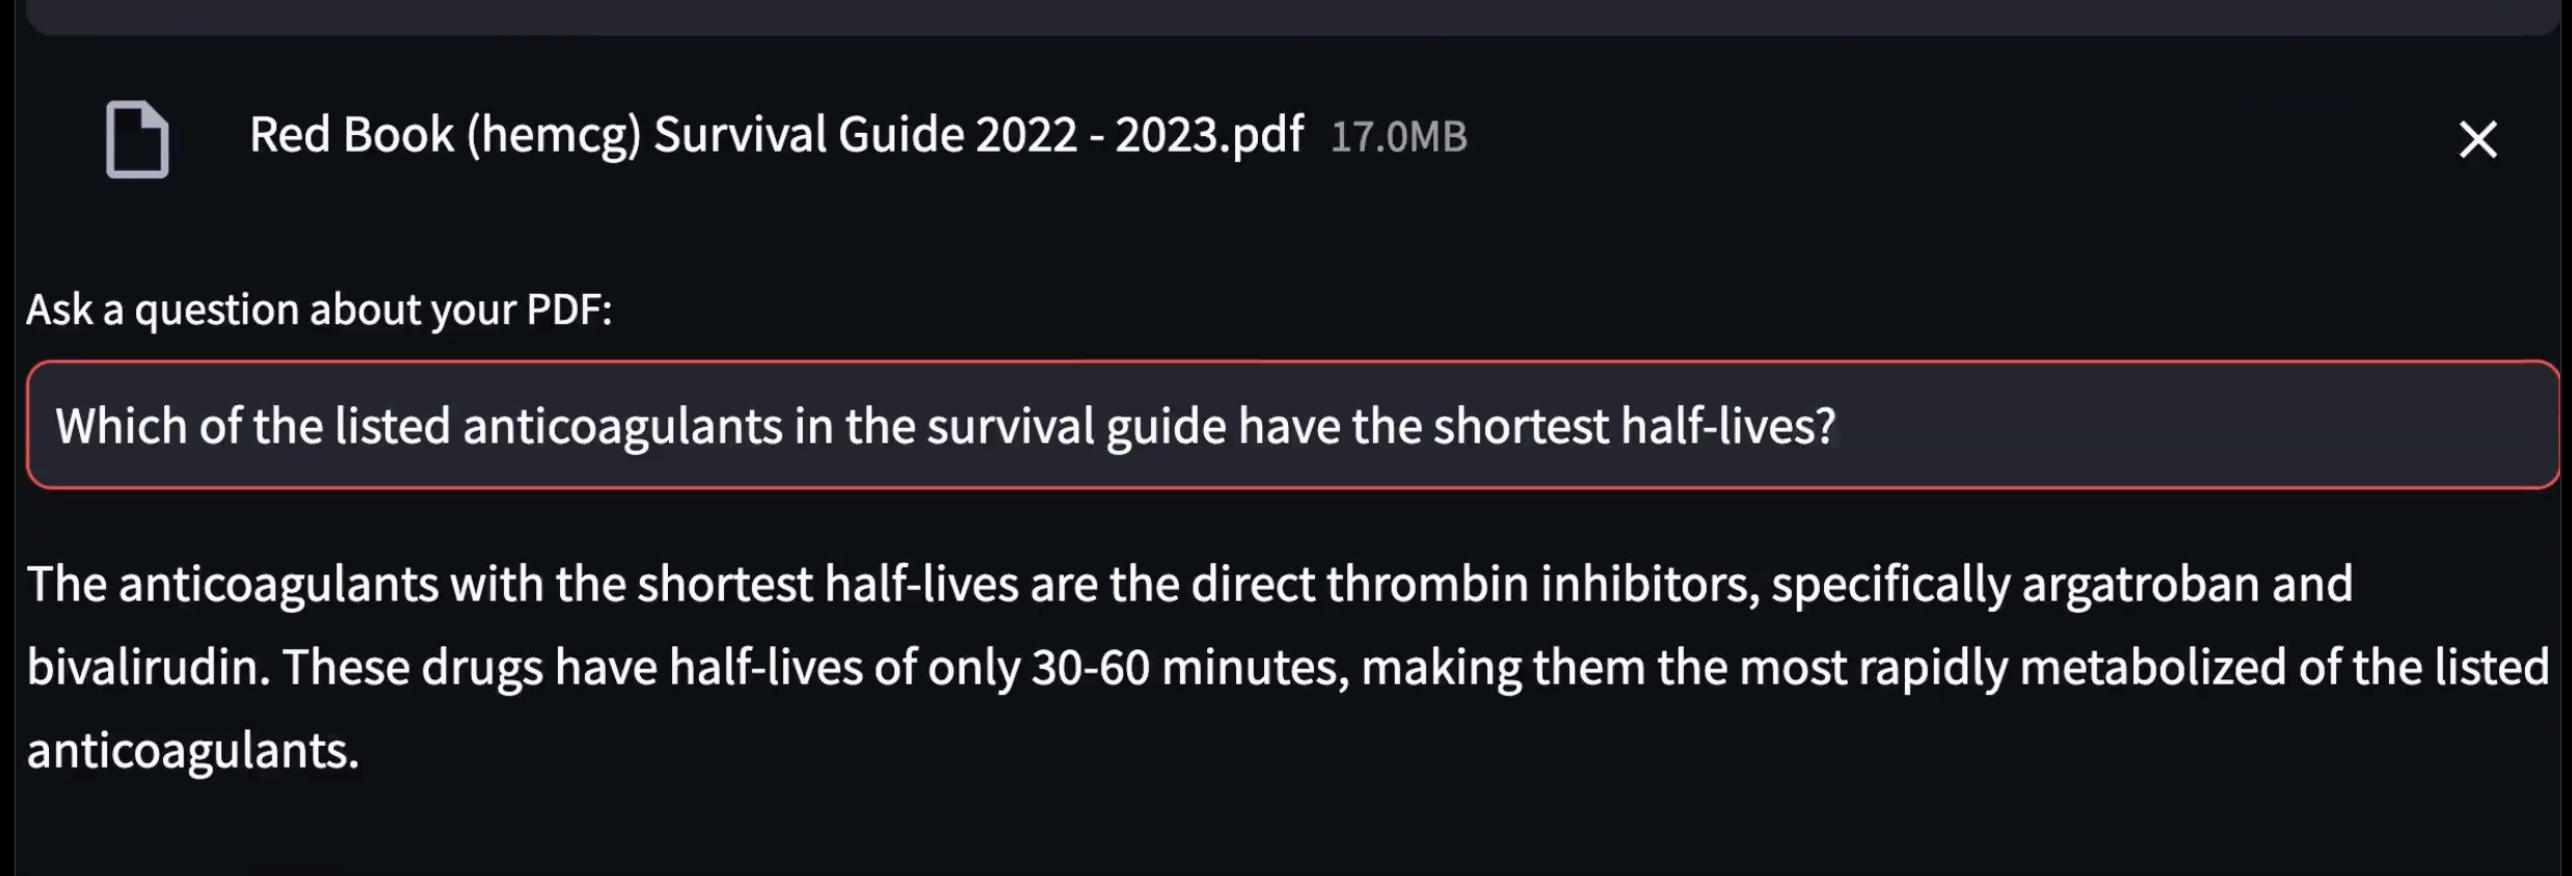 Red Book (hemcg) Survival Guide 2022 - 2023.pdf 17.0MB
Ask a question about your PDF:
Which of the listed anticoagulants in the survival guide have the shortest half-lives?
The anticoagulants with the shortest half-lives are the direct thrombin inhibitors, specifically argatroban and
bivalirudin. These drugs have half-lives of only 30-60 minutes, making them the most rapidly metabolized of the listed
anticoagulants.